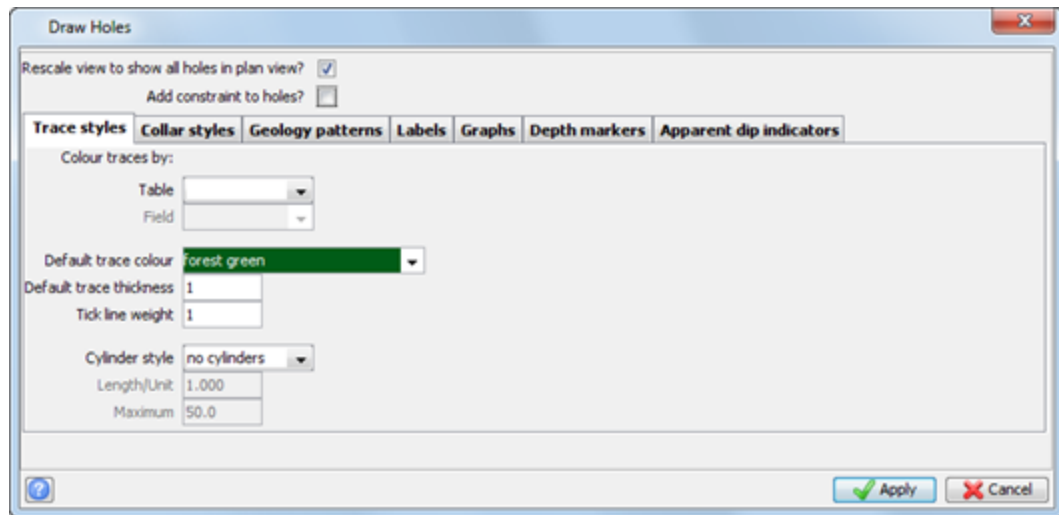 Draw Holes
Rescale view to show all holes in plan view?
Add constraint to holes?
Trace styles Collar styles Geology patterns Labels Graphs Depth markers Apparent dip indicators
Colour traces by:
Table
Field
Default trace colour forest green
Default trace thickness 1
Tick line weight 1
Cylinder style no cylinders
Length/Unit 1.000
Maximum 50.0
? Apply Cancel